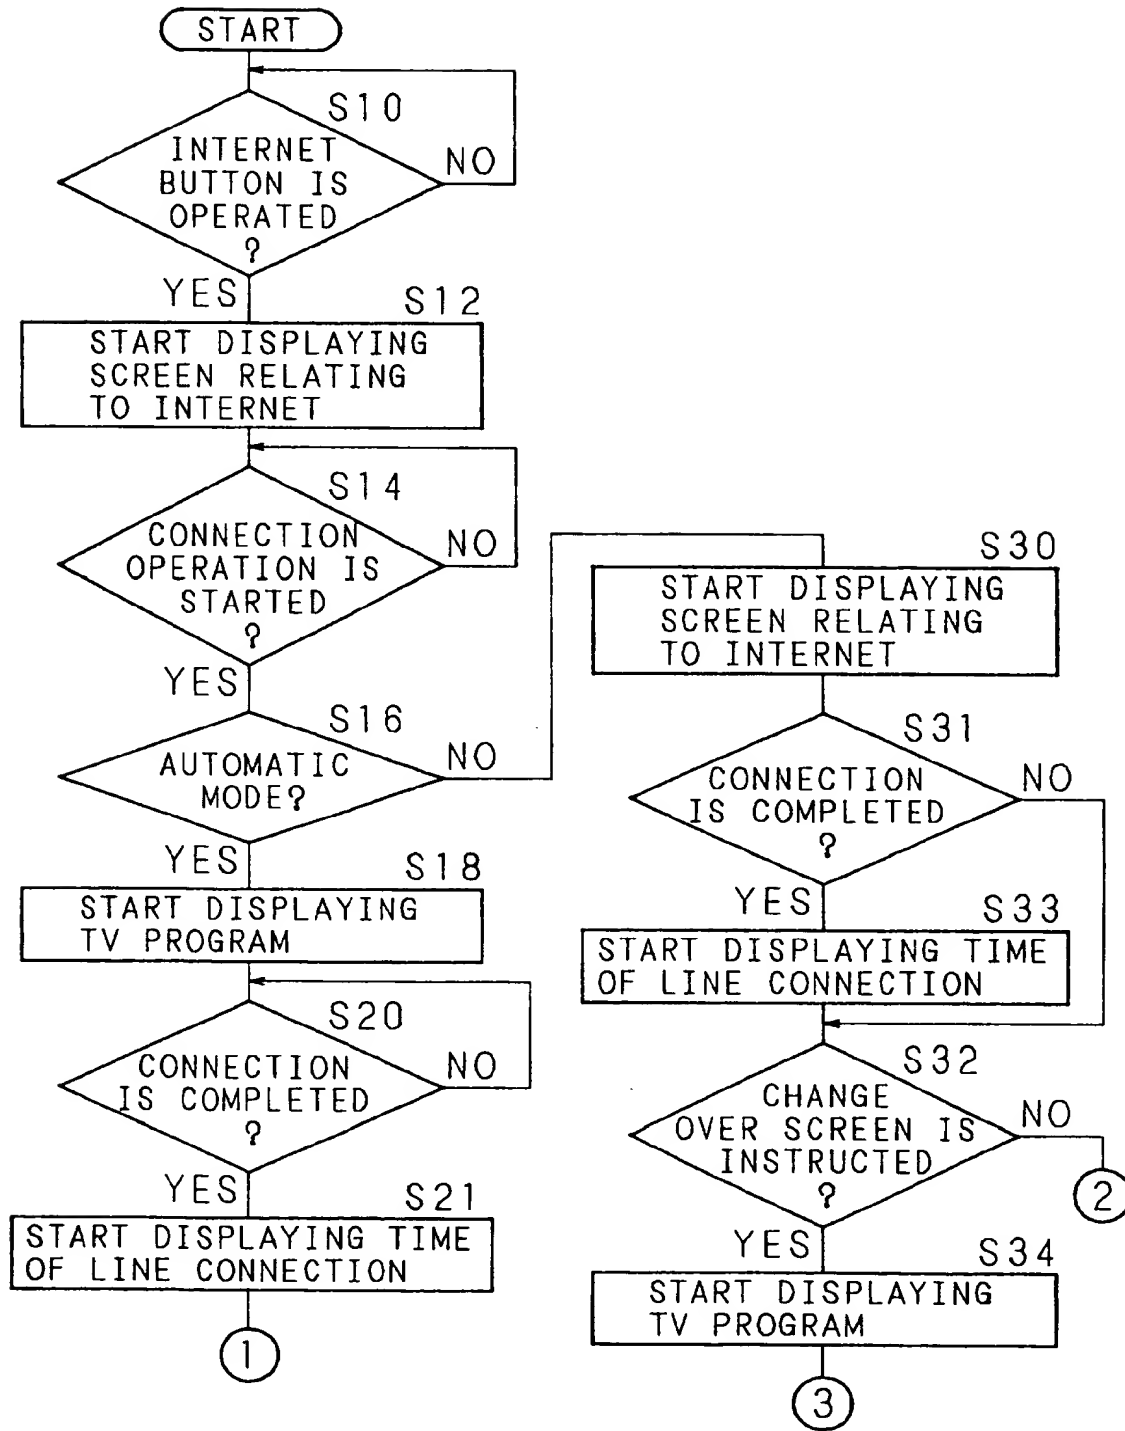 START
S10
INTERNET
BUTTON IS
OPERATED
?
NO
YES
S12
START DISPLAYING
SCREEN RELATING
TO INTERNET
S14
CONNECTION
OPERATION IS
STARTED
?
NO
YES
S16
AUTOMATIC
MODE?
NO
YES
S18
START DISPLAYING
TV PROGRAM
S20
CONNECTION
IS COMPLETED
?
NO
YES
S21
START DISPLAYING TIME
OF LINE CONNECTION
1
S30
START DISPLAYING
SCREEN RELATING
TO INTERNET
S31
CONNECTION
IS COMPLETED
?
NO
YES
S33
START DISPLAYING TIME
OF LINE CONNECTION
S32
CHANGE
OVER SCREEN IS
INSTRUCTED
?
NO
2
YES
S34
START DISPLAYING
TV PROGRAM
3